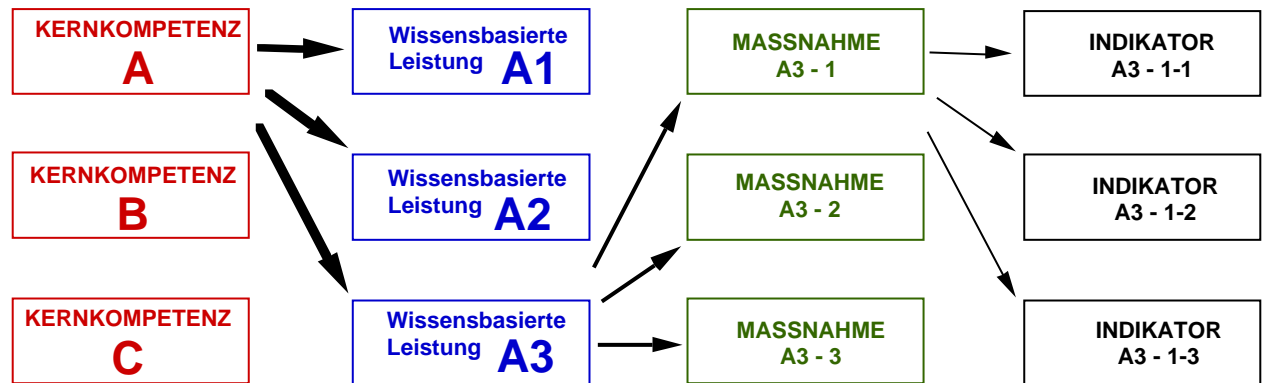 KERNKOMPETENZ
A
Wissensbasierte
Leistung A1
MASSNAHME
A3 - 1
INDIKATOR
A3 - 1-1
KERNKOMPETENZ
B
Wissensbasierte
Leistung A2
MASSNAHME
A3 - 2
INDIKATOR
A3 - 1-2
KERNKOMPETENZ
C
Wissensbasierte
Leistung A3
MASSNAHME
A3 - 3
INDIKATOR
A3 - 1-3